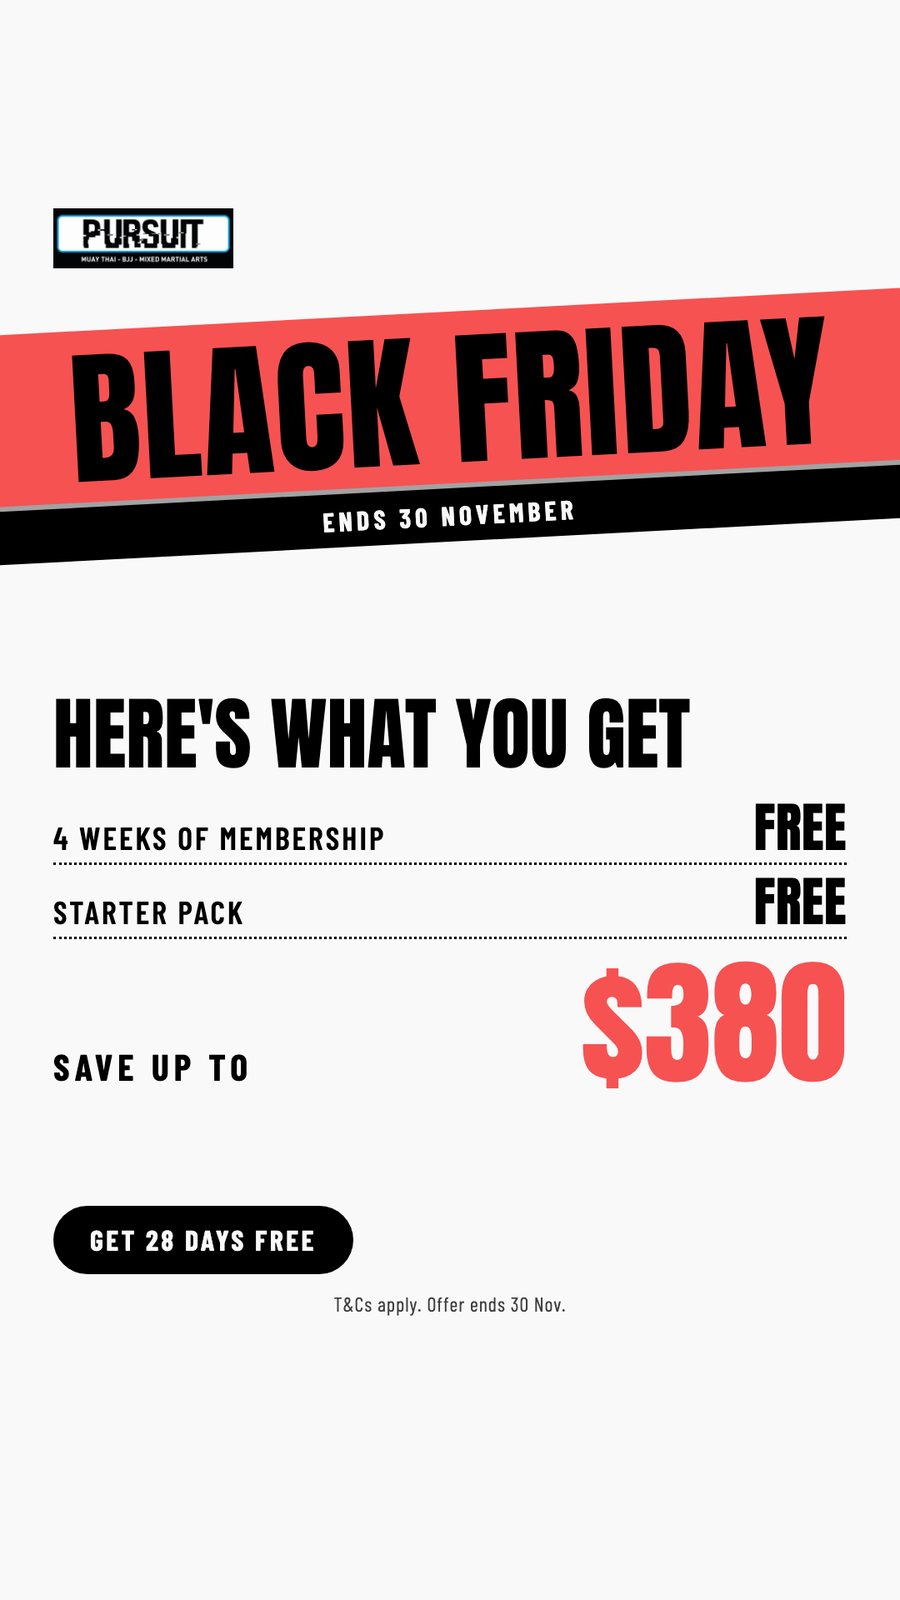 PURSUIT
MUAY THAI - BJJ - MIXED MARTIAL ARTS
BLACK FRIDAY
ENDS 30 NOVEMBER
HERE'S WHAT YOU GET
4 WEEKS OF MEMBERSHIP FREE
STARTER PACK FREE
SAVE UP TO $380
GET 28 DAYS FREE
T&Cs apply. Offer ends 30 Nov.